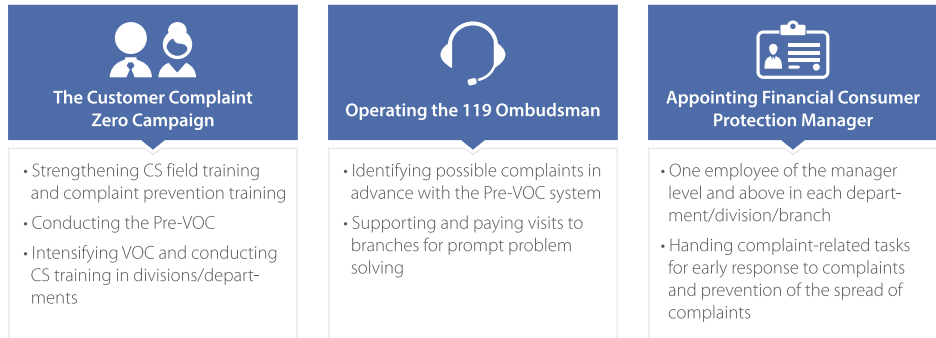 The Customer Complaint
Zero Campaign
• Strengthening CS field training
and complaint prevention training
• Conducting the Pre-VOC
• Intensifying VOC and conducting
CS training in divisions/depart-
ments
Operating the 119 Ombudsman
• Identifying possible complaints in
advance with the Pre-VOC system
• Supporting and paying visits to
branches for prompt problem
solving
Appointing Financial Consumer
Protection Manager
• One employee of the manager
level and above in each depart-
ment/division/branch
• Handing complaint-related tasks
for early response to complaints
and prevention of the spread of
complaints